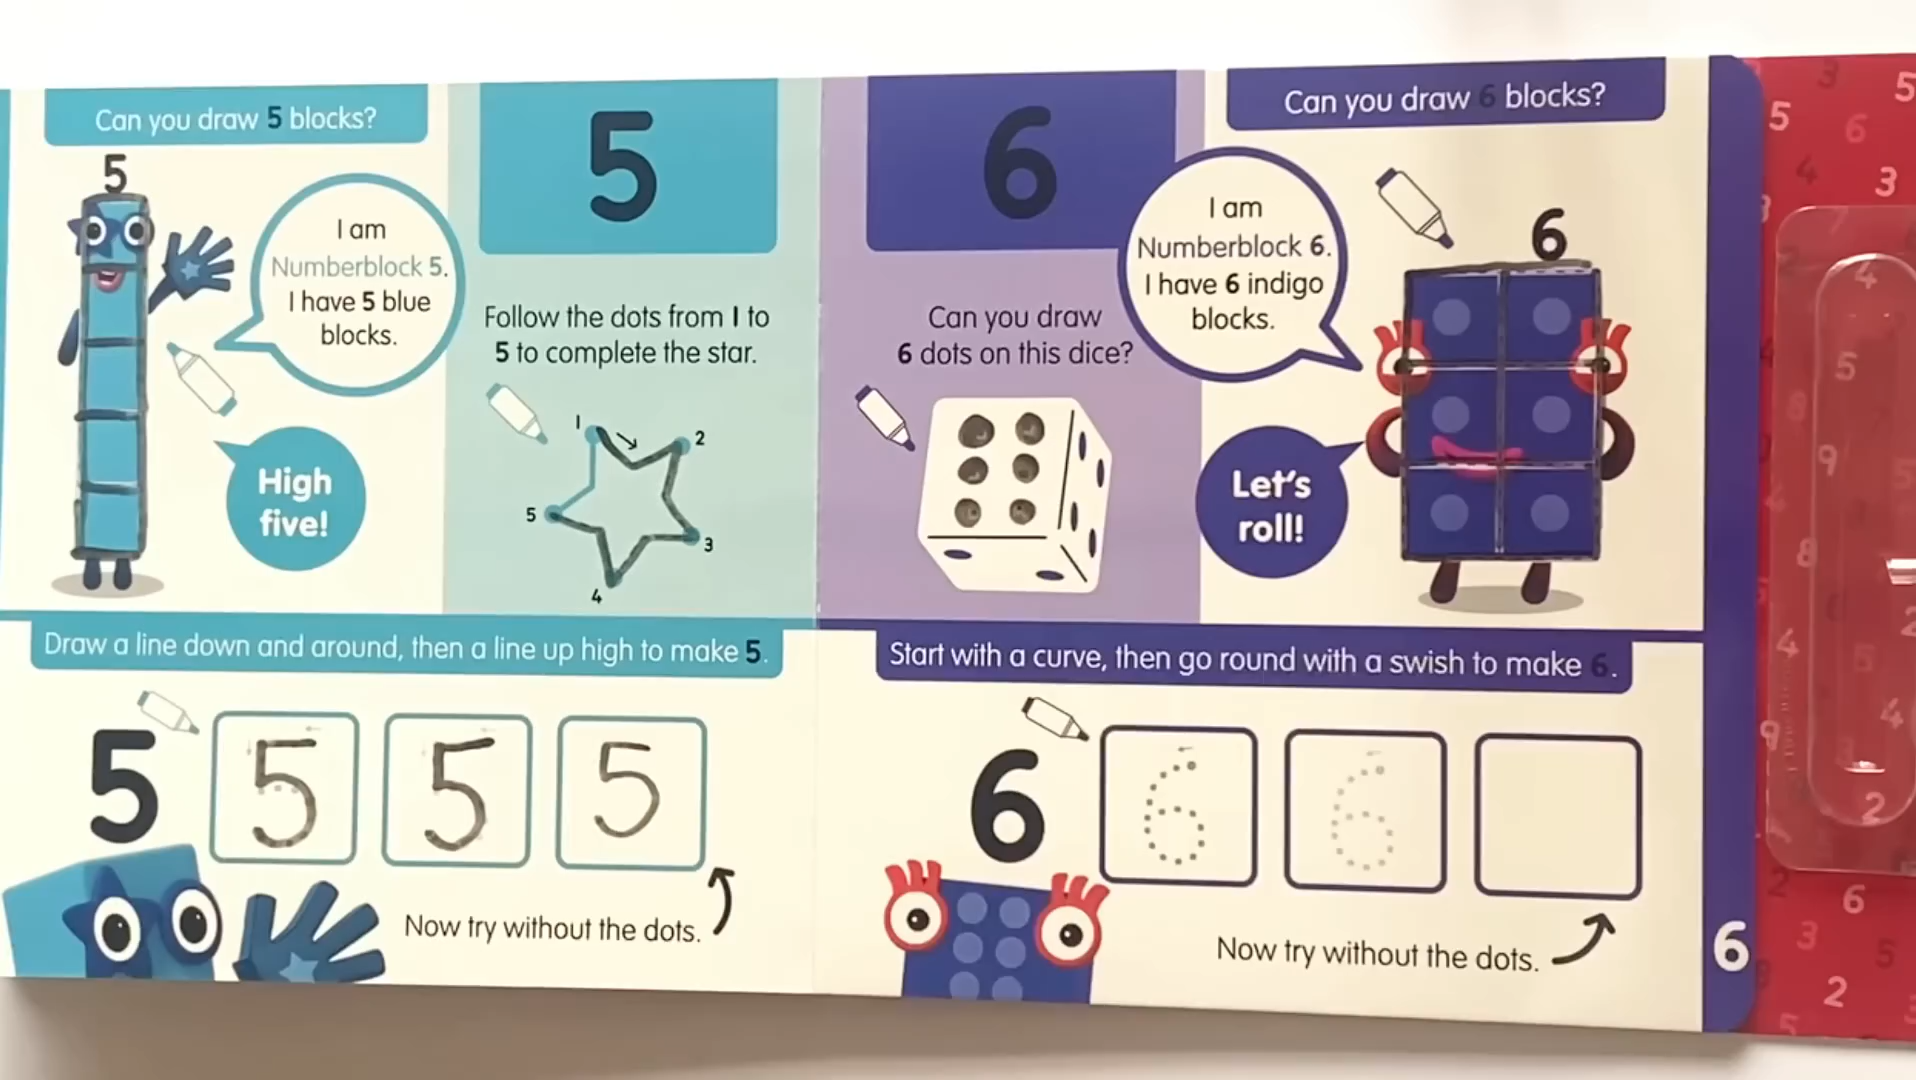 Can you draw 5 blocks?
5
I am
Numberblock 5.
I have 5 blue
blocks.
High
five!
5
Follow the dots from 1 to
5 to complete the star.
1
2
3
4
5
Draw a line down and around, then a line up high to make 5.
5
5
5
5
Now try without the dots.
6
Can you draw
6 dots on this dice?
Can you draw 6 blocks?
I am
Numberblock 6.
I have 6 indigo
blocks.
6
Let's
roll!
Start with a curve, then go round with a swish to make 6.
6
6
6
Now try without the dots.
6